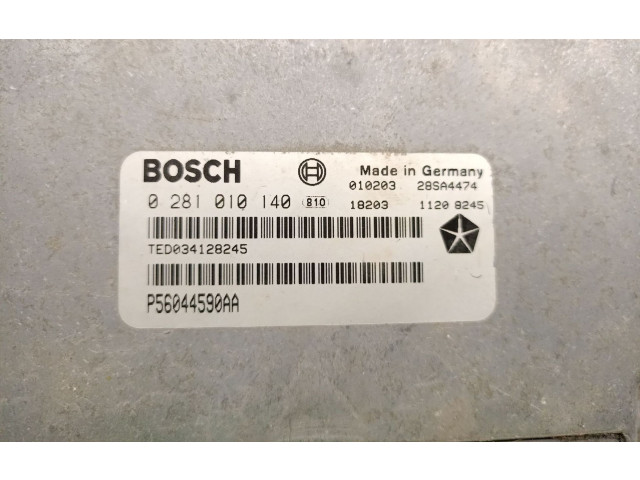 BOSCH Made in Germany
010203 28SA4474
0 281 010 140 810 18203 1120 8245
TED034128245
P56044590AA